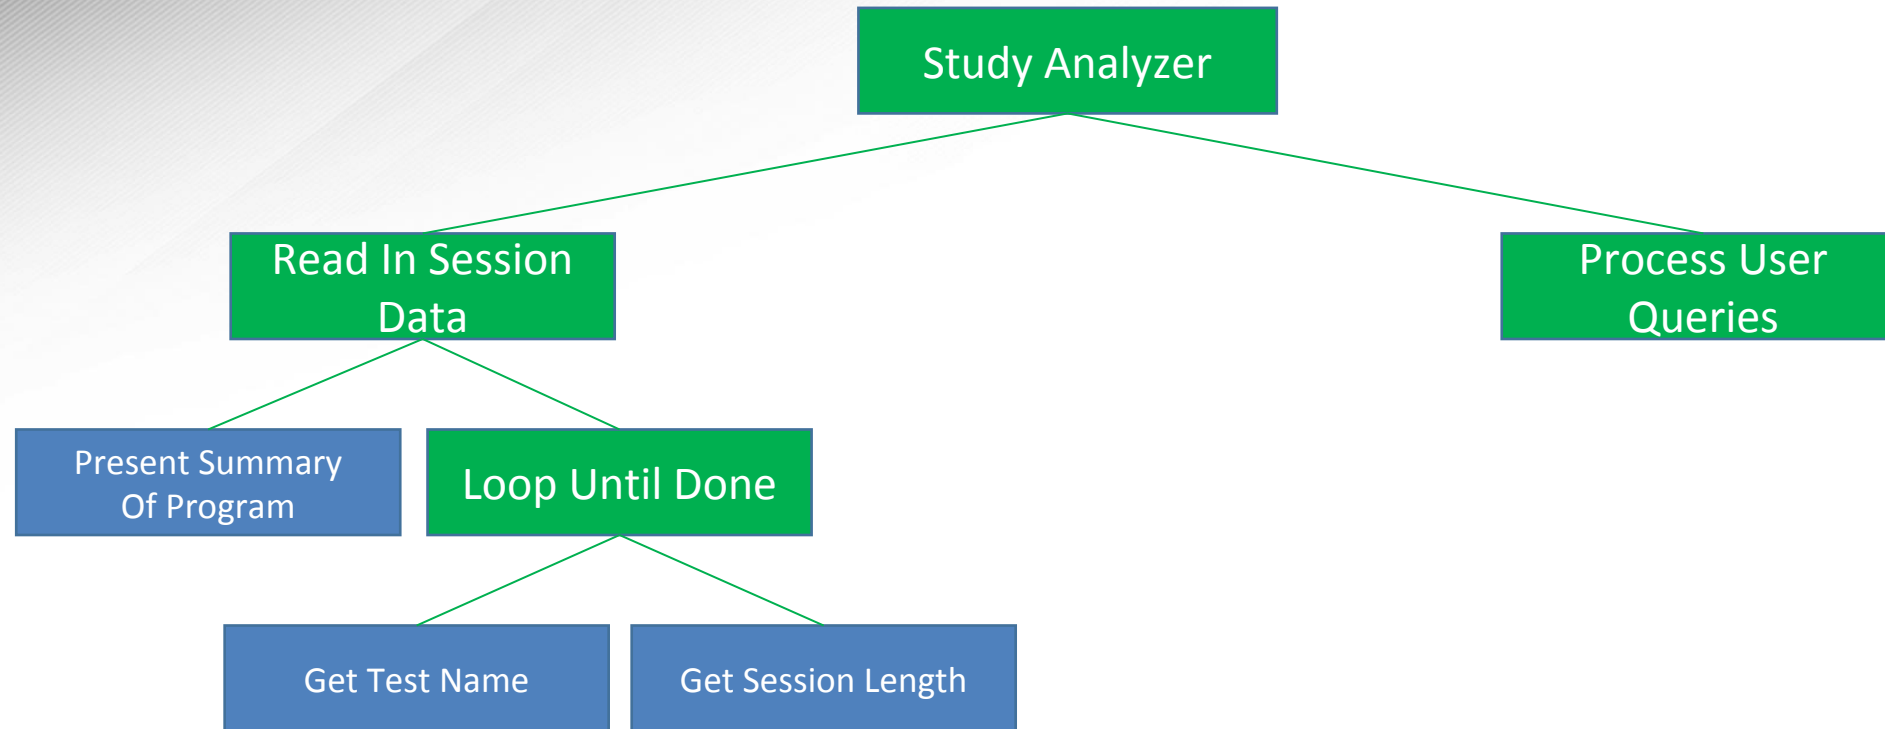 Study Analyzer
Read In Session
Data
Process User
Queries
Present Summary
Of Program
Loop Until Done
Get Test Name
Get Session Length